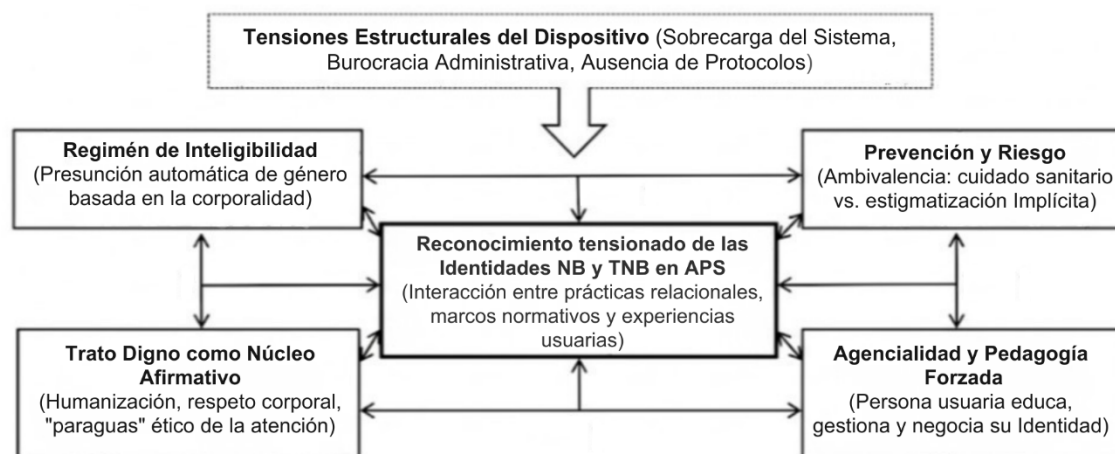 Tensiones Estructurales del Dispositivo (Sobrecarga del Sistema,
Burocracia Administrativa, Ausencia de Protocolos)
Regimén de Inteligibilidad
(Presunción automática de género
basada en la corporalidad)
Prevención y Riesgo
(Ambivalencia: cuidado sanitario
vs. estigmatización Implícita)
Reconocimiento tensionado de las
Identidades NB y TNB en APS
(Interacción entre prácticas relacionales,
marcos normativos y experiencias
usuarias)
Trato Digno como Núcleo
Afirmativo
(Humanización, respeto corporal,
"paraguas" ético de la atención)
Agencialidad y Pedagogía
Forzada
(Persona usuaria educa,
gestiona y negocia su Identidad)